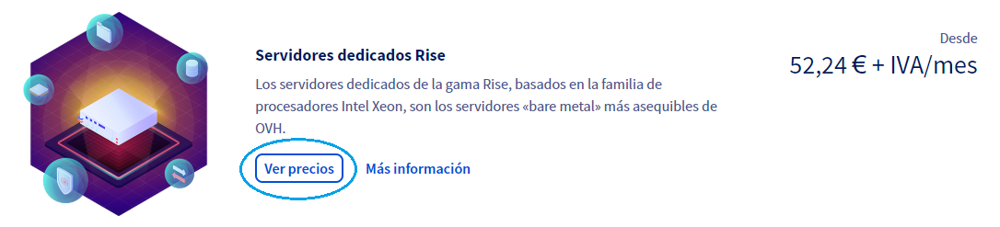 Servidores dedicados Rise
Los servidores dedicados de la gama Rise, basados en la familia de
procesadores Intel Xeon, son los servidores «bare metal» más asequibles de
OVH.
Ver precios
Más información
Desde
52,24 € + IVA/mes